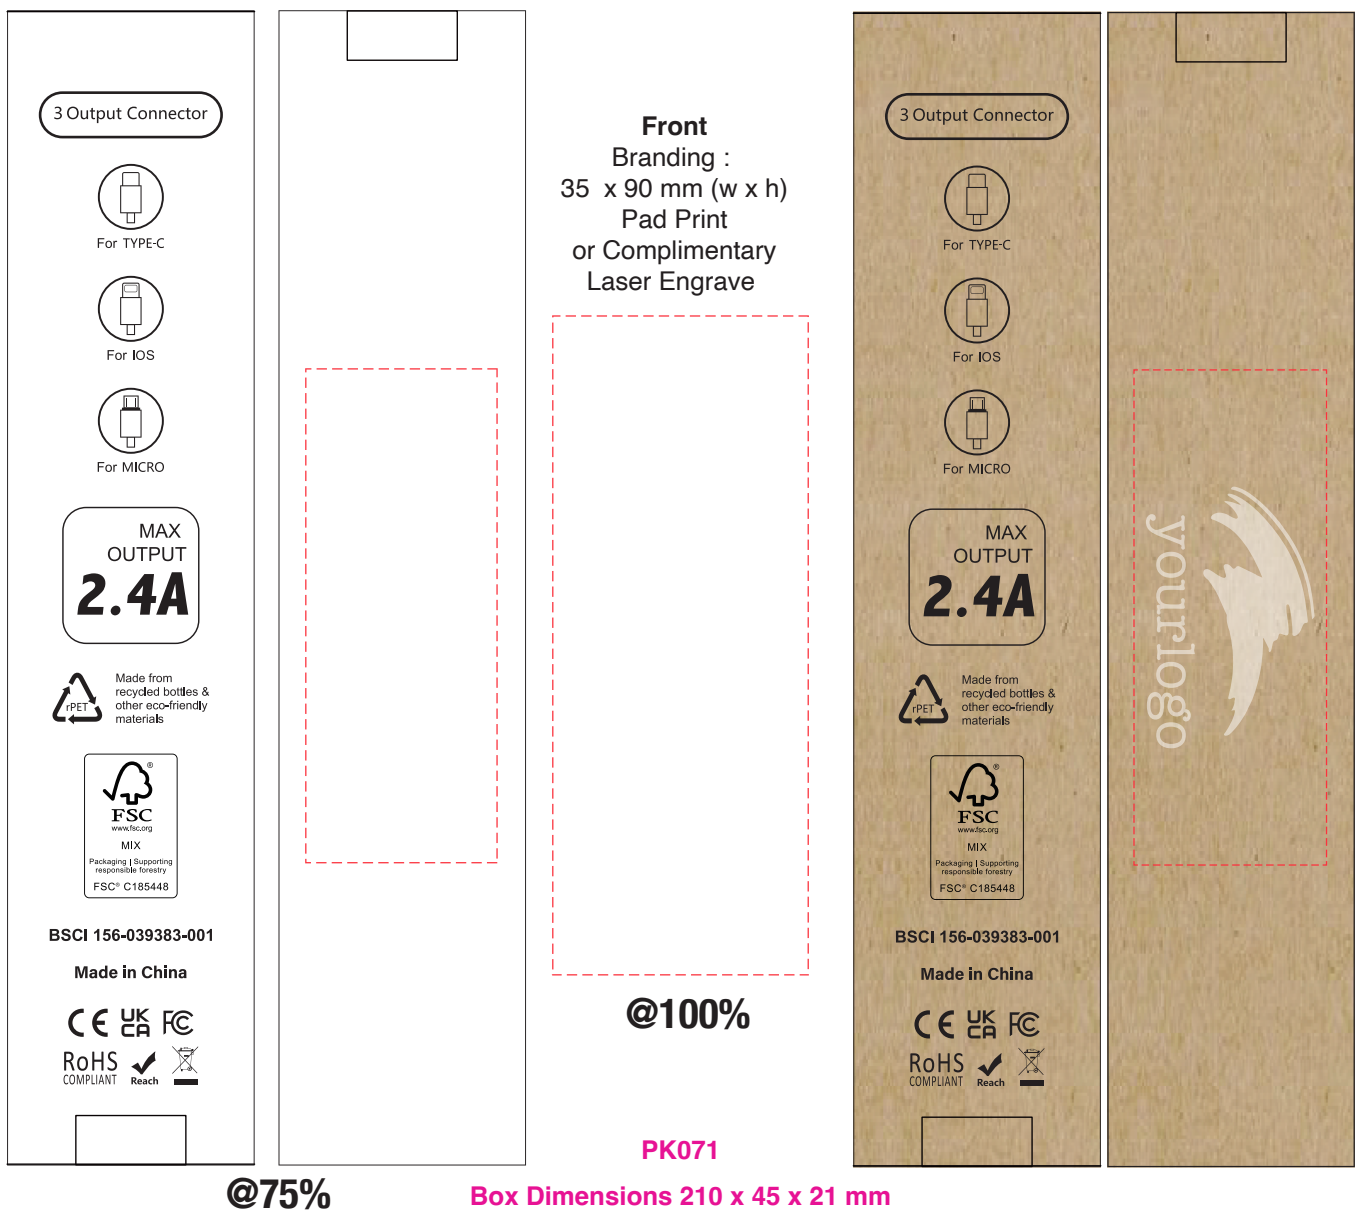 3 Output Connector
For TYPE-C
For IOS
For MICRO
MAX
OUTPUT
2.4A
rPET
Made from
recycled bottles &
other eco-friendly
materials
®
FSC
www.fsc.org
MIX
Packaging | Supporting
responsible forestry
FSC® C185448
BSCI 156-039383-001
Made in China
CE UK
CA FC
RoHS
COMPLIANT
Reach
@75%
Front
Branding :
35 x 90 mm (w x h)
Pad Print
or Complimentary
Laser Engrave
@100%
PK071
Box Dimensions 210 x 45 x 21 mm
3 Output Connector
For TYPE-C
For IOS
For MICRO
MAX
OUTPUT
2.4A
rPET
Made from
recycled bottles &
other eco-friendly
materials
®
FSC
www.fsc.org
MIX
Packaging | Supporting
responsible forestry
FSC® C185448
BSCI 156-039383-001
Made in China
CE UK
CA FC
RoHS
COMPLIANT
Reach
yourlogo